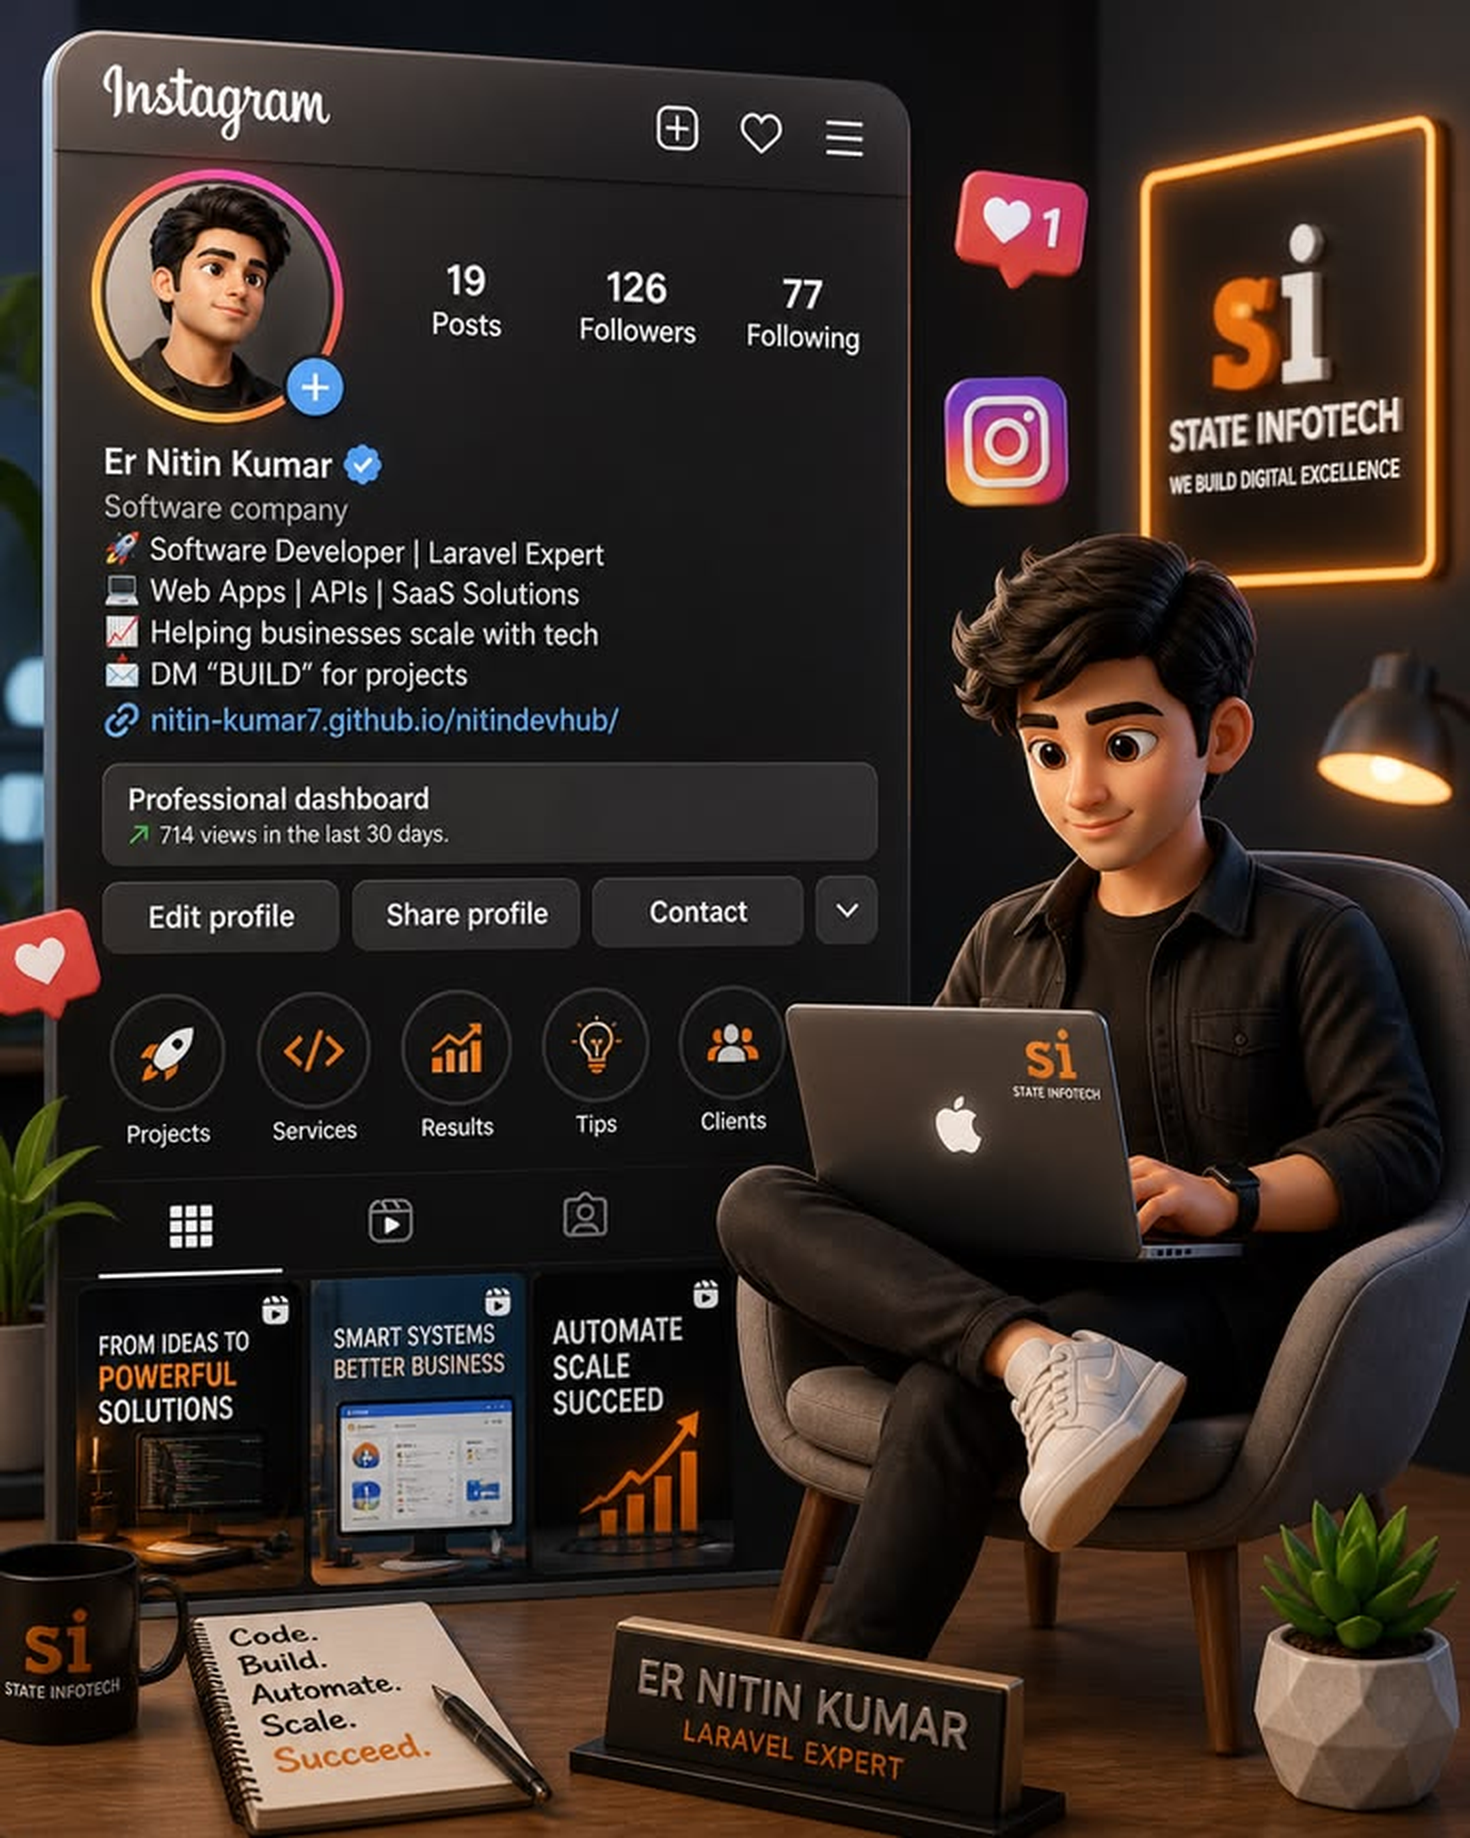 Instagram
19
Posts
126
Followers
77
Following
Er Nitin Kumar
Software company
🚀 Software Developer | Laravel Expert
💻 Web Apps | APIs | SaaS Solutions
📈 Helping businesses scale with tech
📩 DM “BUILD” for projects
🔗 nitin-kumar7.github.io/nitindevhub/
Professional dashboard
714 views in the last 30 days.
Edit profile
Share profile
Contact
Projects
Services
Results
Tips
Clients
FROM IDEAS TO
POWERFUL
SOLUTIONS
SMART SYSTEMS
BETTER BUSINESS
AUTOMATE
SCALE
SUCCEED
1
si
STATE INFOTECH
WE BUILD DIGITAL EXCELLENCE
si
STATE INFOTECH
si
STATE INFOTECH
Code.
Build.
Automate.
Scale.
Succeed.
ER NITIN KUMAR
LARAVEL EXPERT